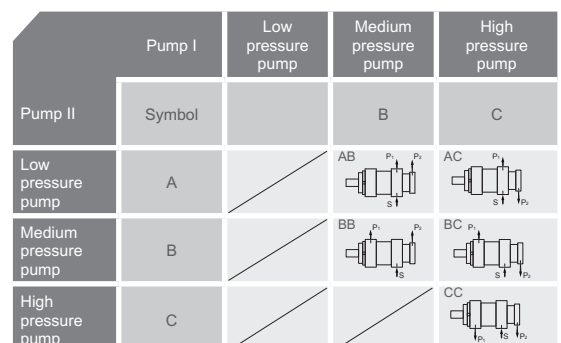 Pump I
Low pressure pump
Medium pressure pump
High pressure pump
Pump II
Symbol
B
C
Low pressure pump
A
AB P₁ P₂ S
AC P₁ S P₂
Medium pressure pump
B
BB P₁ P₂ S
BC P₁ S P₂
High pressure pump
C
CC P₁ S P₂